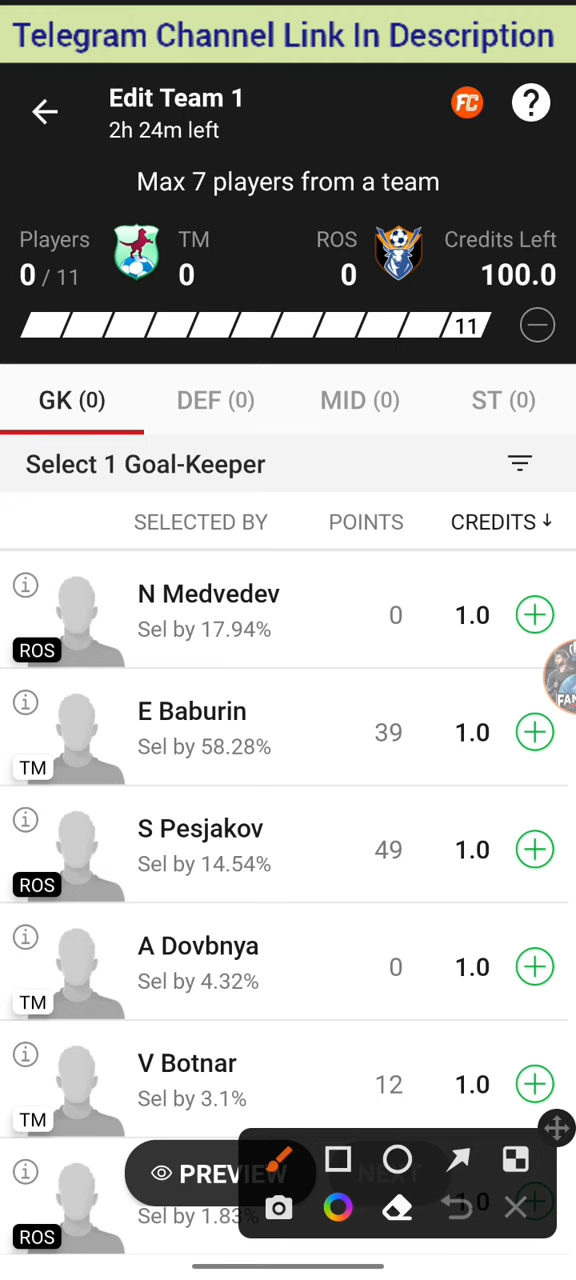 Telegram Channel Link In Description
Edit Team 1
2h 24m left
FC
?
Max 7 players from a team
Players
TM
ROS
Credits Left
0 / 11
0
0
100.0
11
GK (0)
DEF (0)
MID (0)
ST (0)
Select 1 Goal-Keeper
SELECTED BY
POINTS
CREDITS ↓
N Medvedev
Sel by 17.94%
0
1.0
ROS
E Baburin
Sel by 58.28%
39
1.0
TM
FAN
S Pesjakov
Sel by 14.54%
49
1.0
ROS
A Dovbnya
Sel by 4.32%
0
1.0
TM
V Botnar
Sel by 3.1%
12
1.0
TM
PREVIEW
NEXT
Sel by 1.83%
1.0
ROS